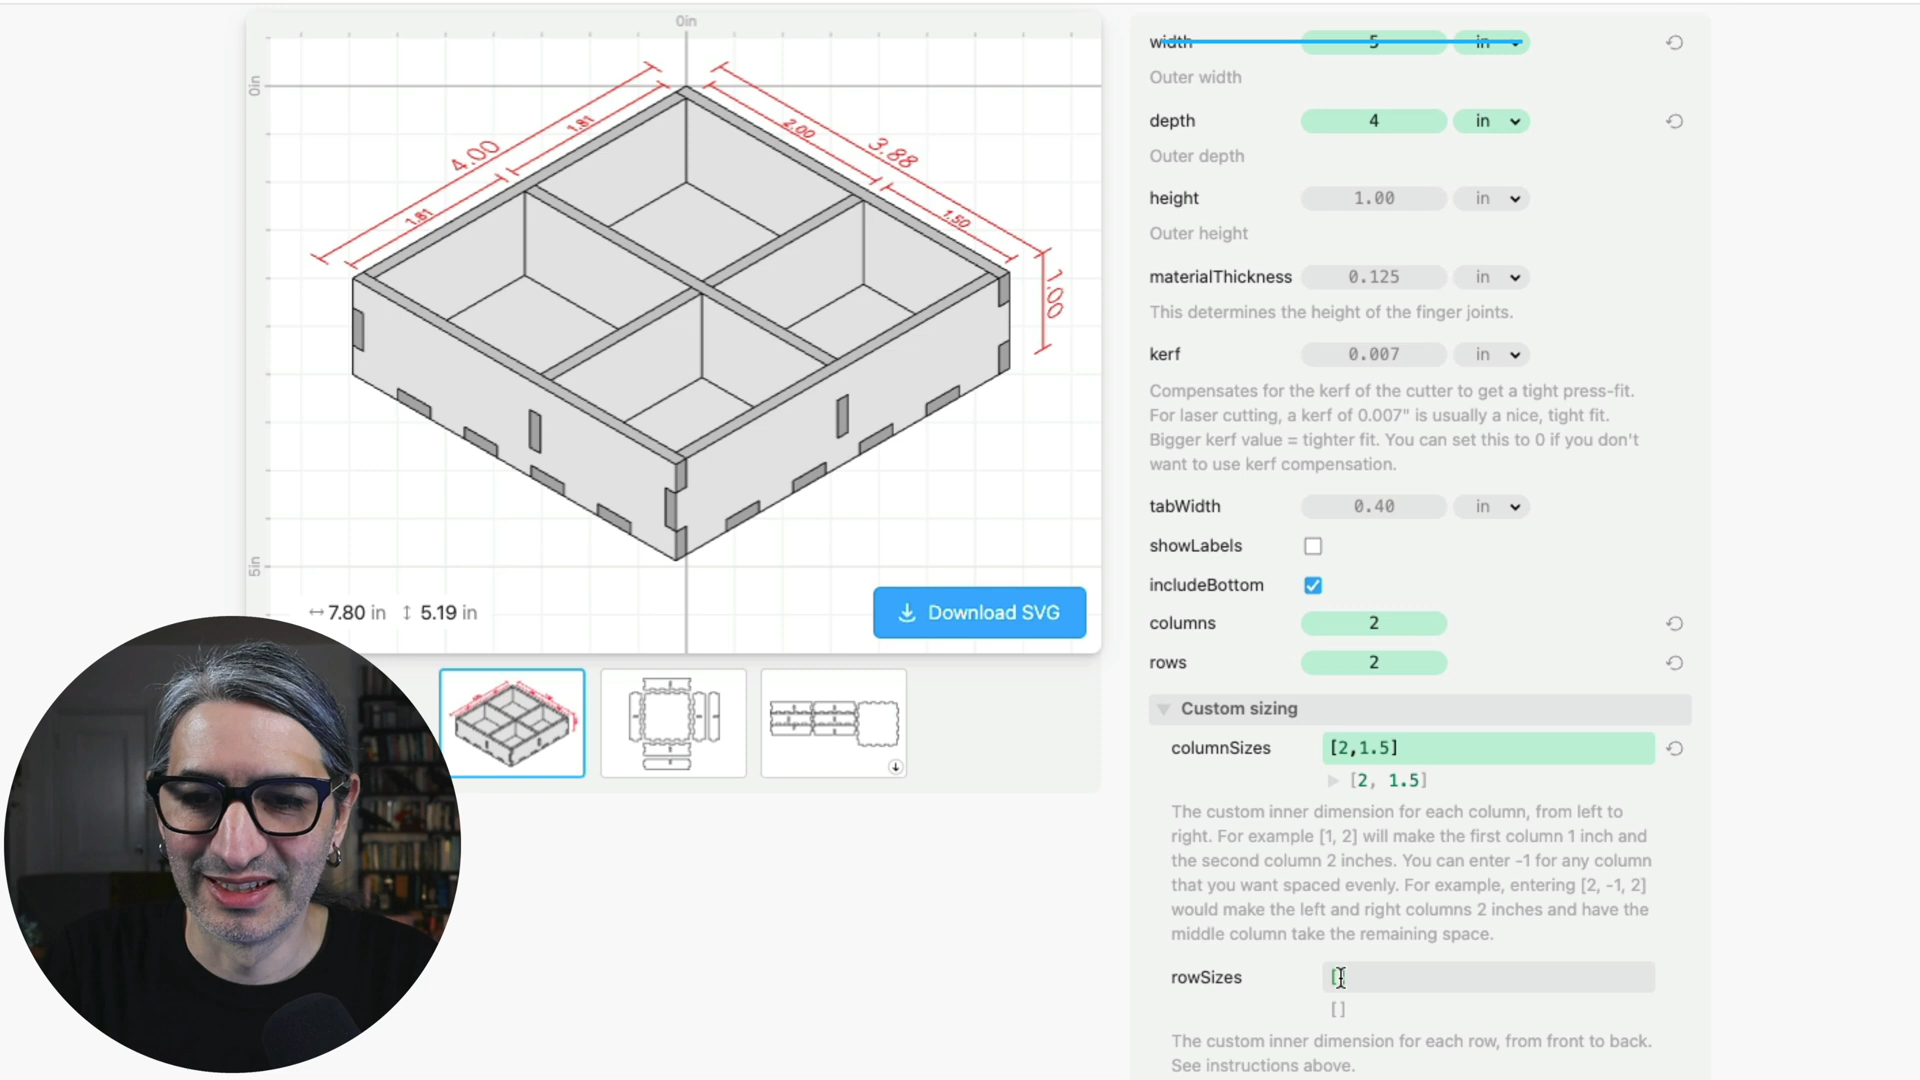 0in
0in
5in
4.00
1.81
1.81
2.00
3.88
1.50
1.00
↔ 7.80 in ↕ 5.19 in
Download SVG
width 5 in
Outer width
depth 4 in
Outer depth
height 1.00 in
Outer height
materialThickness 0.125 in
This determines the height of the finger joints.
kerf 0.007 in
Compensates for the kerf of the cutter to get a tight press-fit.
For laser cutting, a kerf of 0.007" is usually a nice, tight fit.
Bigger kerf value = tighter fit. You can set this to 0 if you don't
want to use kerf compensation.
tabWidth 0.40 in
showLabels
includeBottom
columns 2
rows 2
Custom sizing
columnSizes [2,1.5]
[2, 1.5]
The custom inner dimension for each column, from left to
right. For example [1, 2] will make the first column 1 inch and
the second column 2 inches. You can enter -1 for any column
that you want spaced evenly. For example, entering [2, -1, 2]
would make the left and right columns 2 inches and have the
middle column take the remaining space.
rowSizes [
[]
The custom inner dimension for each row, from front to back.
See instructions above.